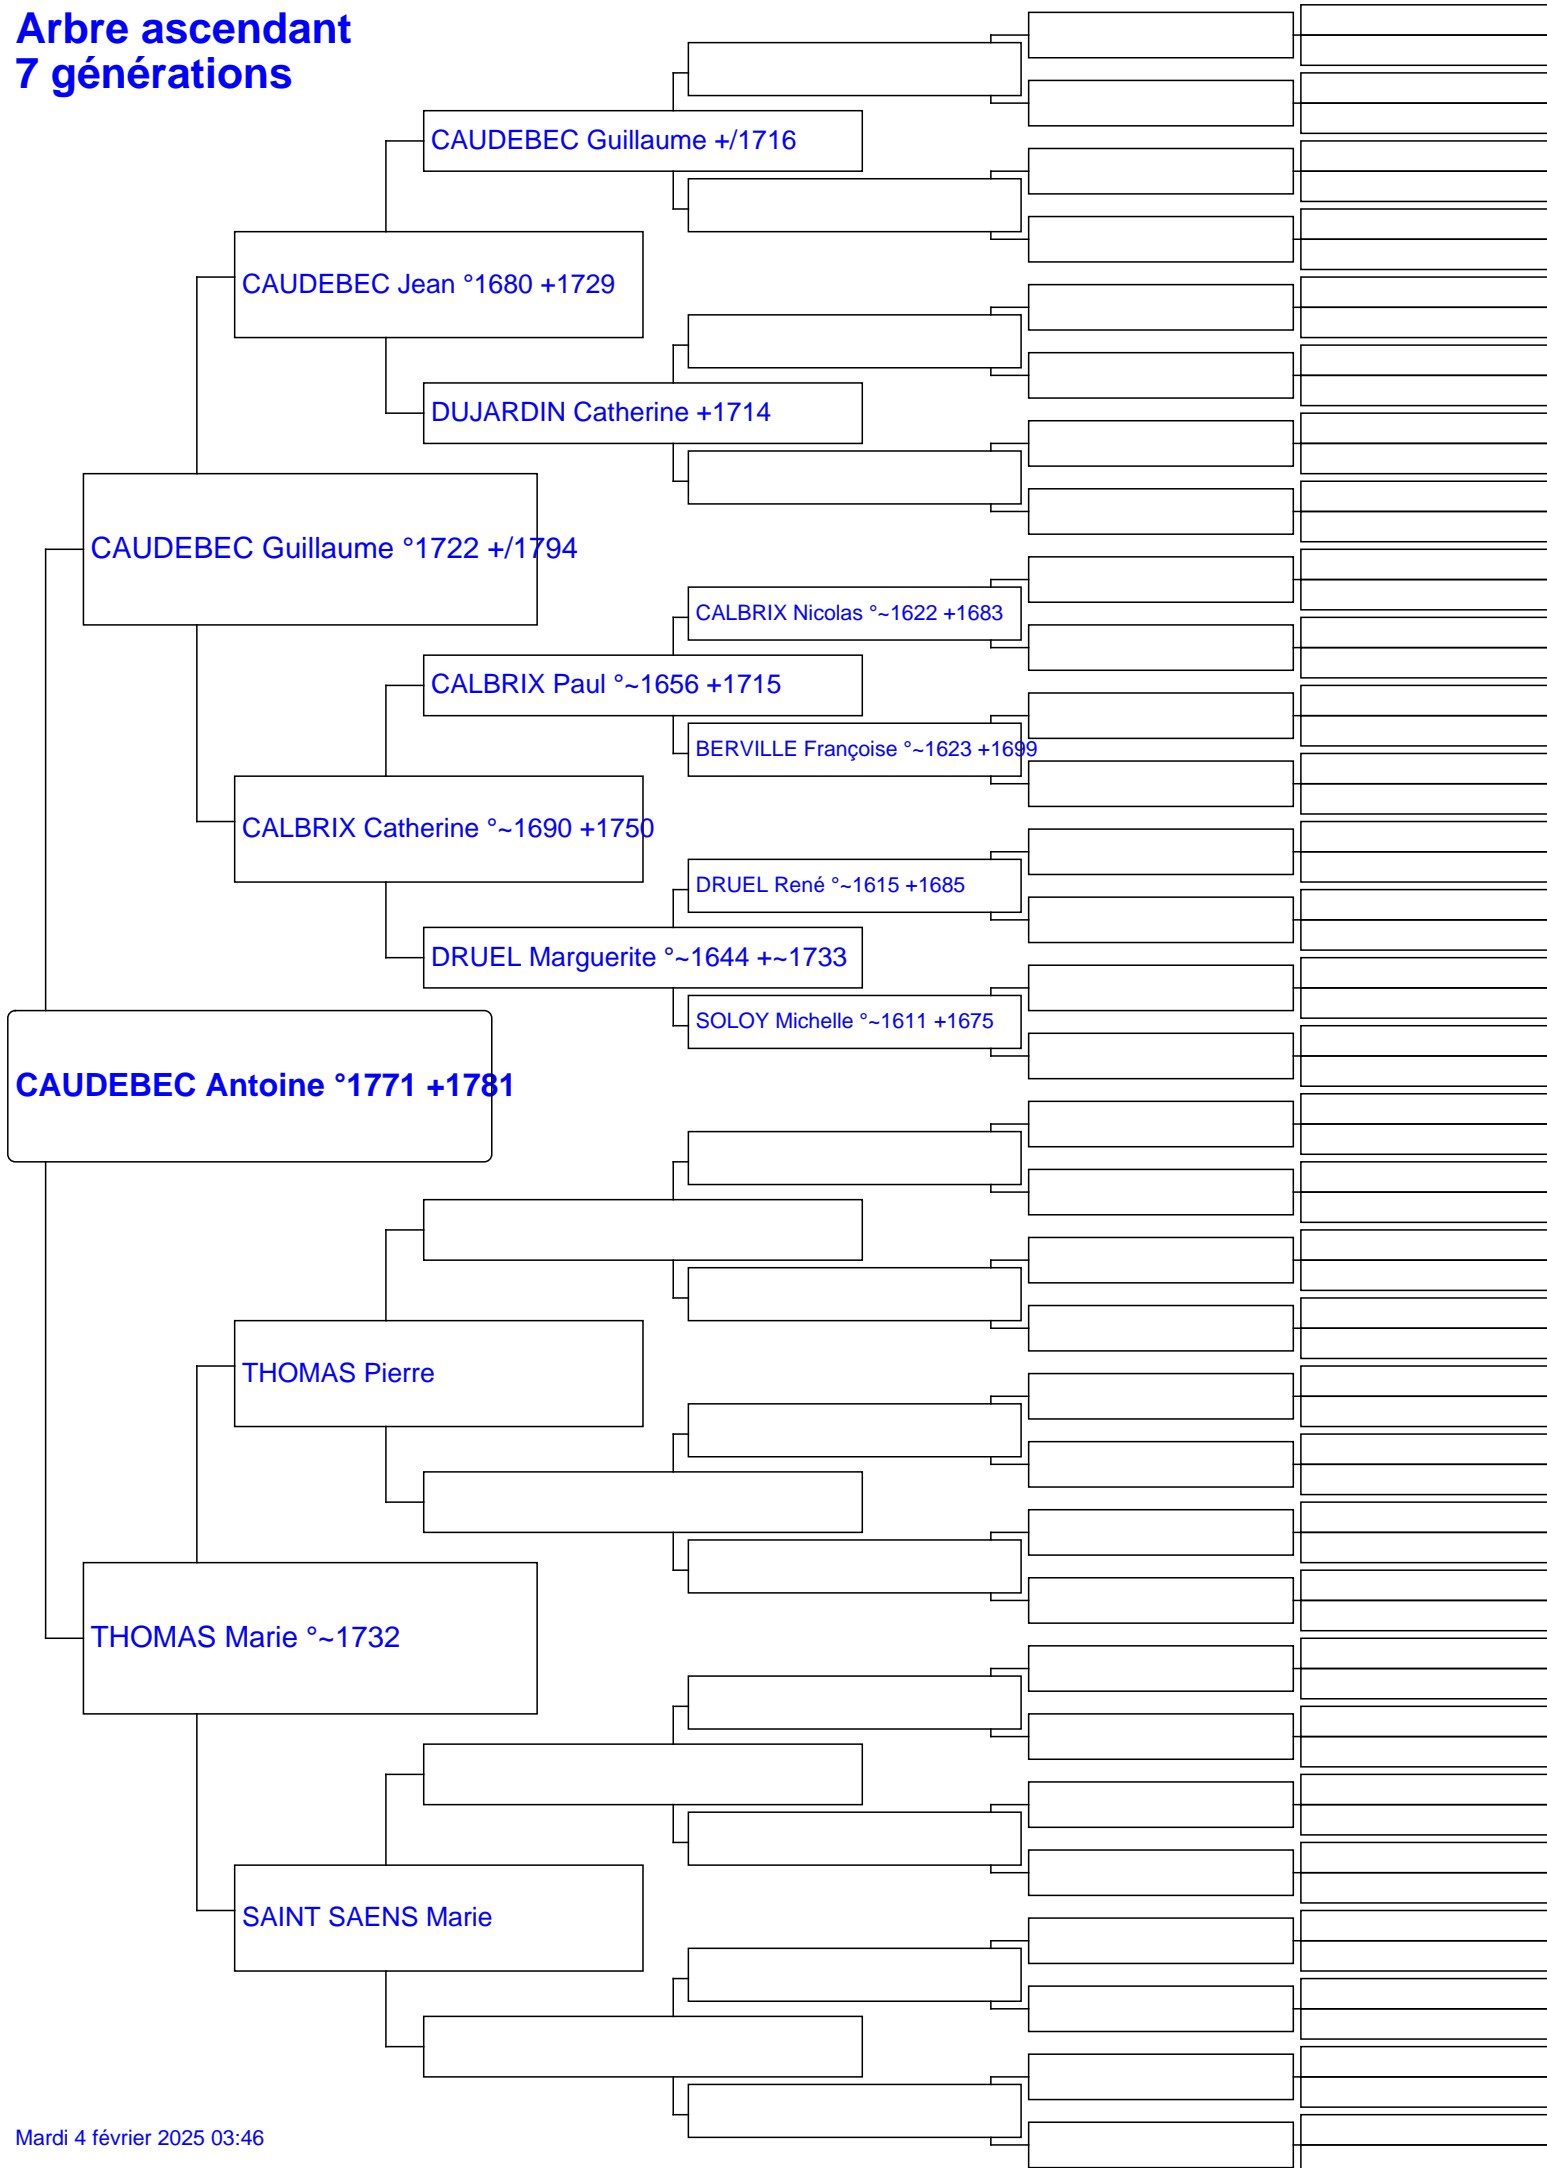 Arbre ascendant
7 générations
CAUDEBEC Guillaume +/1716
CAUDEBEC Jean °1680 +1729
DUJARDIN Catherine +1714
CAUDEBEC Guillaume °1722 +/1794
CALBRIX Nicolas °~1622 +1683
CALBRIX Paul °~1656 +1715
BERVILLE Françoise °~1623 +1699
CALBRIX Catherine °~1690 +1750
DRUEL René °~1615 +1685
DRUEL Marguerite °~1644 +~1733
SOLOY Michelle °~1611 +1675
CAUDEBEC Antoine °1771 +1781
THOMAS Pierre
THOMAS Marie °~1732
SAINT SAENS Marie
Mardi 4 février 2025 03:46